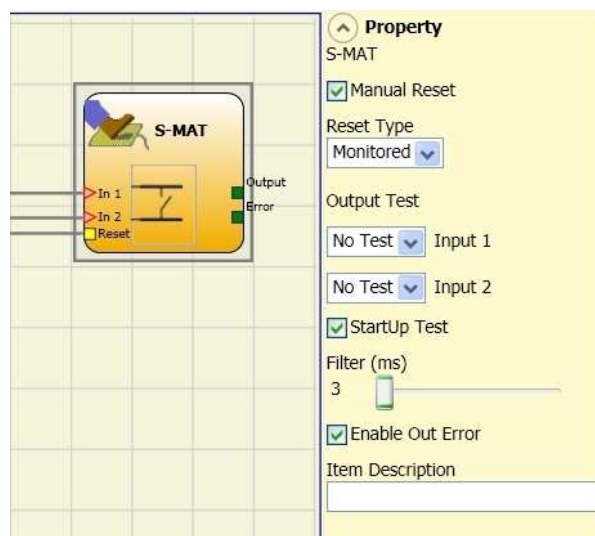 S-MAT
In 1
In 2
Reset
Output
Error
Property
S-MAT
Manual Reset
Reset Type
Monitored
Output Test
No Test Input 1
No Test Input 2
StartUp Test
Filter (ms)
3
Enable Out Error
Item Description